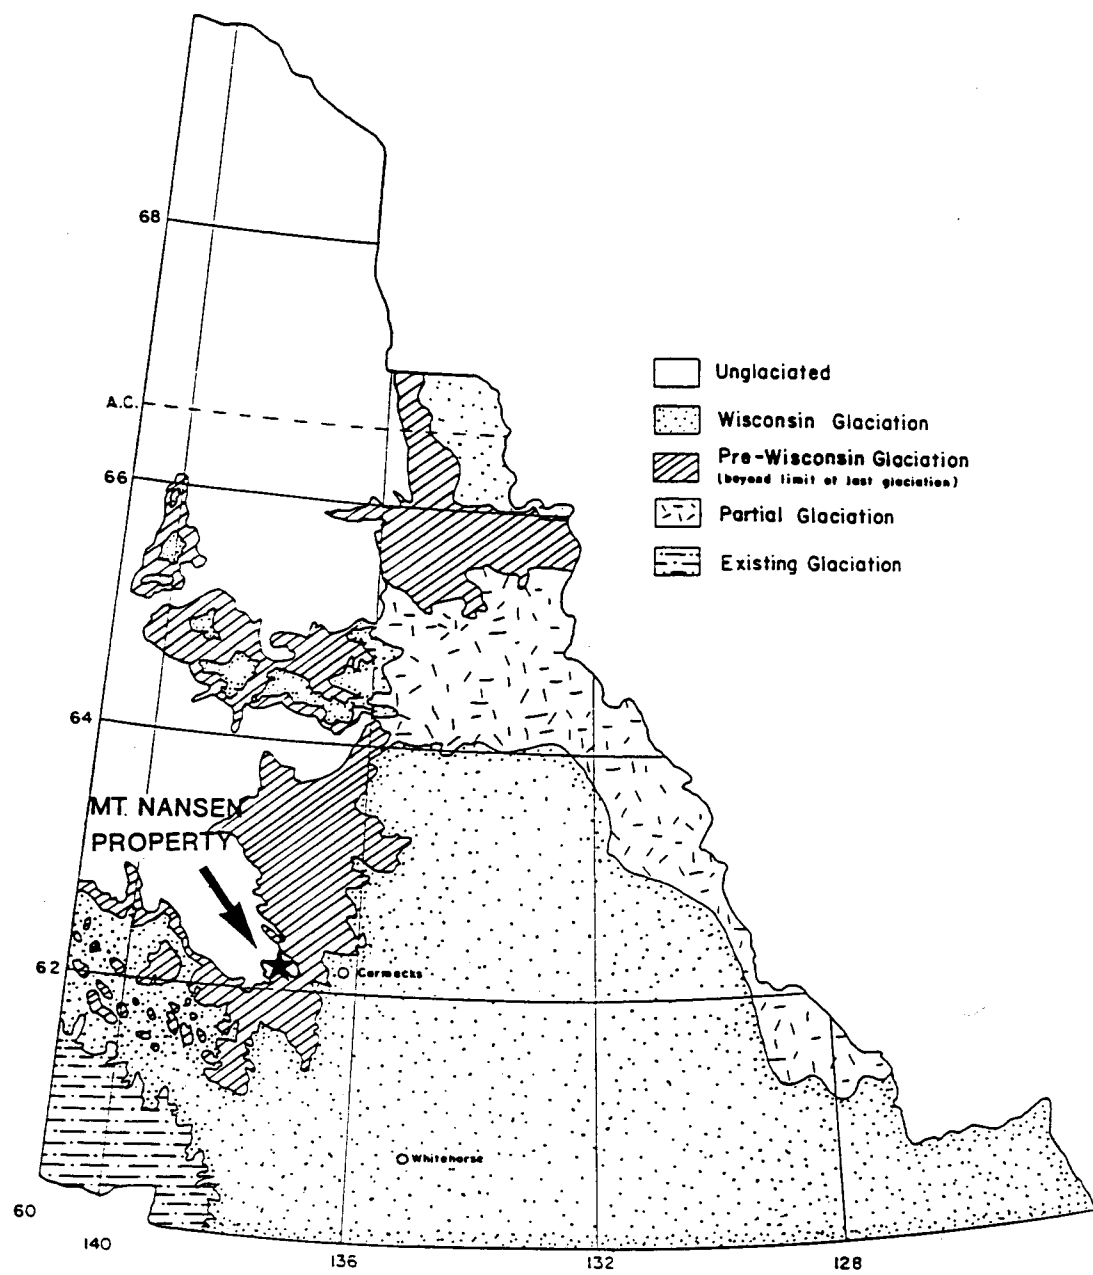 68
A.C.
66
64
62
60
140
136
132
128
MT. NANSEN
PROPERTY
Carmacks
Whitehorse
Unglaciated
Wisconsin Glaciation
Pre-Wisconsin Glaciation
(beyond limit of last glaciation)
Partial Glaciation
Existing Glaciation